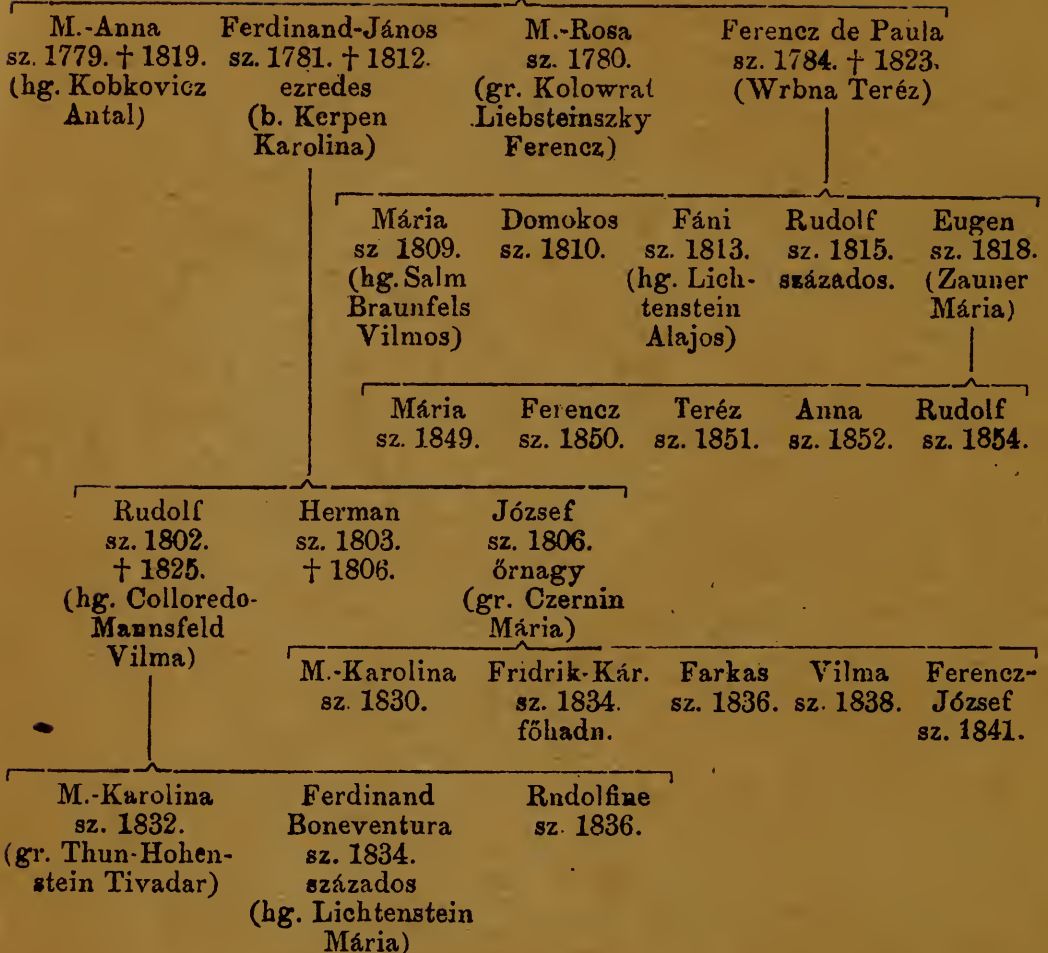 M.-Anna Ferdinand-János M.-Rosa Ferencz de Paula
sz. 1779. † 1819. sz. 1781. † 1812. sz. 1780. sz. 1784. † 1823.
(hg. Kobkovicz ezredes (gr. Kolowrat (Wrbna Teréz)
Antal) (b. Kerpen Liebsteinszky
Karolina) Ferencz)
Mária Domokos Fáni Rudolf Eugen
sz 1809. sz. 1810. sz. 1813. sz. 1815. sz. 1818.
(hg. Salm (hg. Lich- százados. (Zauner
Braunfels tenstein Mária)
Vilmos) Alajos)
Mária Ferencz Teréz Anna Rudolf
sz. 1849. sz. 1850. sz. 1851. sz. 1852. sz. 1854.
Rudolf Herman József
sz. 1802. sz. 1803. sz. 1806.
† 1825. † 1806. őrnagy
(hg. Colloredo- (gr. Czernin
Mannsfeld Mária)
Vilma)
M.-Karolina Fridrik-Kár. Farkas Vilma Ferencz-
sz. 1830. sz. 1834. sz. 1836. sz. 1838. József
főhadn. sz. 1841.
M.-Karolina Ferdinand Rndolfine
sz. 1832. Boneventura sz. 1836.
(gr. Thun-Hohen- sz. 1834.
stein Tivadar) százados
(hg. Lichtenstein
Mária)